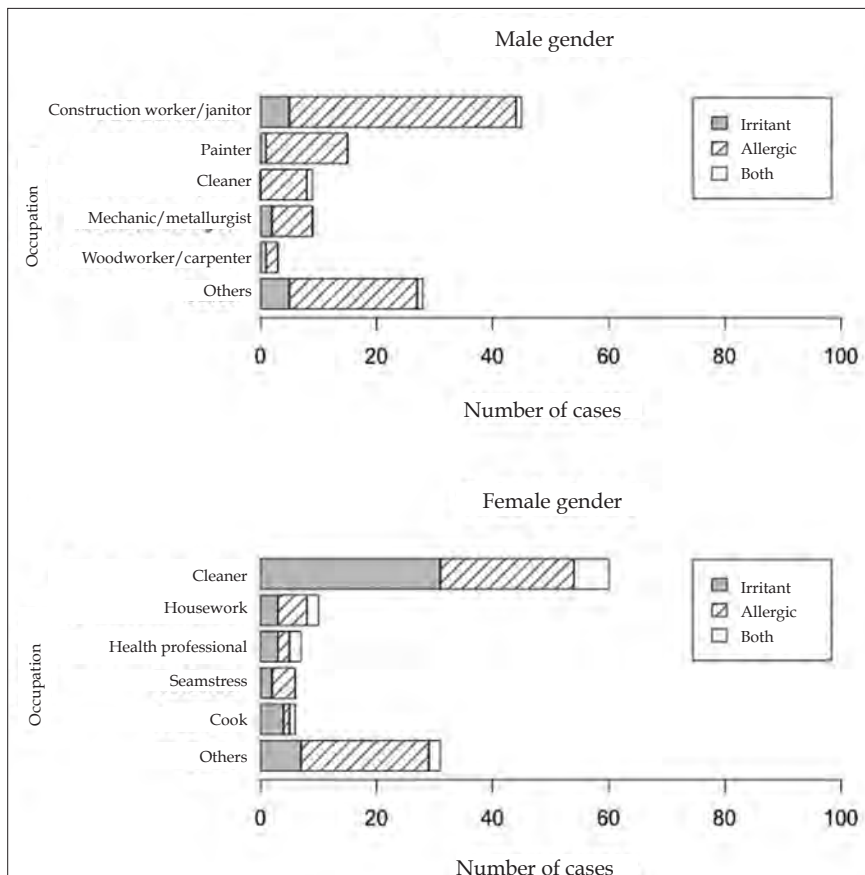 Male gender
Construction worker/janitor
Painter
Cleaner
Mechanic/metallurgist
Woodworker/carpenter
Others
Occupation
Irritant
Allergic
Both
0 20 40 60 80 100
Number of cases
Female gender
Cleaner
Housework
Health professional
Seamstress
Cook
Others
Occupation
Irritant
Allergic
Both
0 20 40 60 80 100
Number of cases